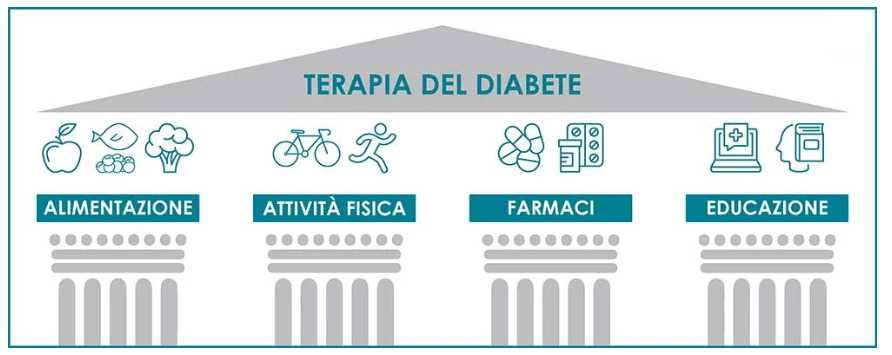 TERAPIA DEL DIABETE
ALIMENTAZIONE
ATTIVITÀ FISICA
FARMACI
EDUCAZIONE